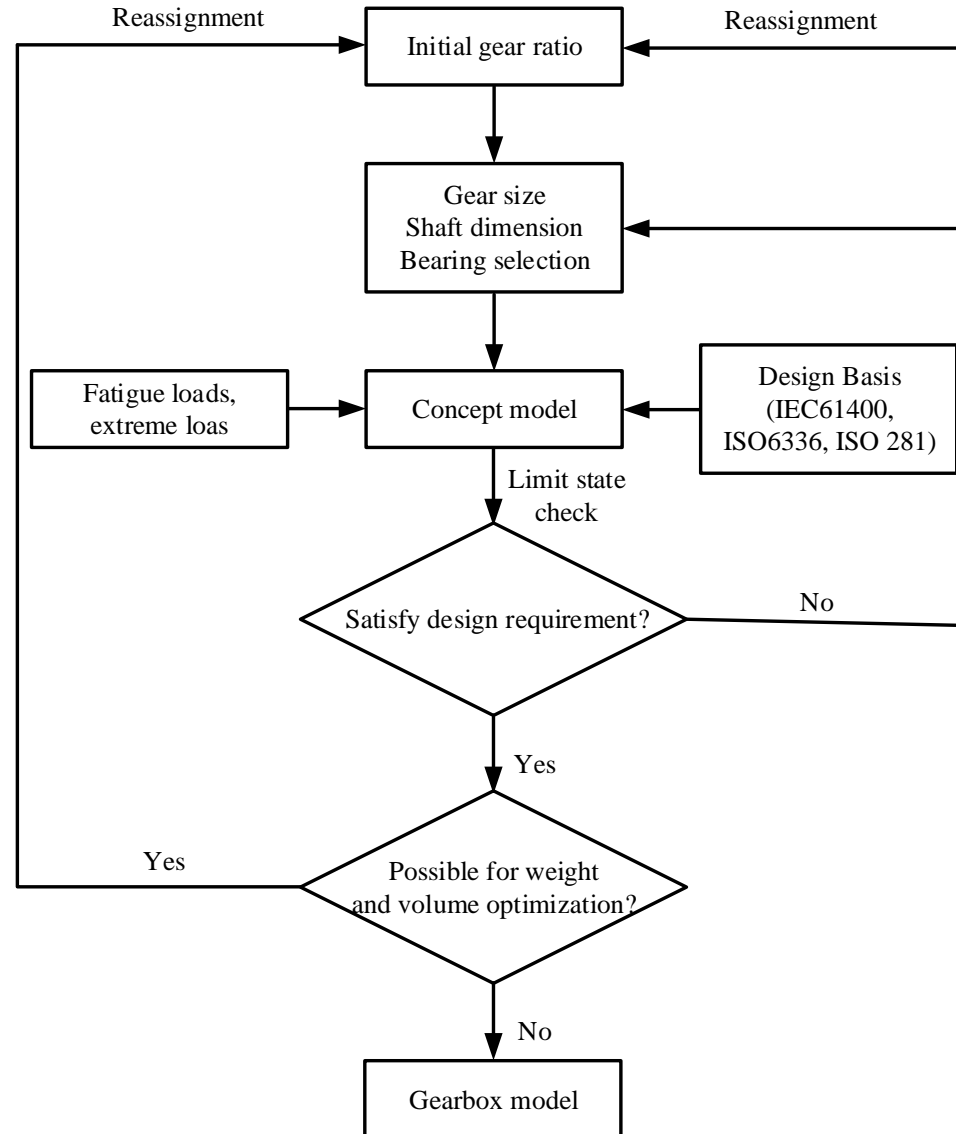 Reassignment
Reassignment
Initial gear ratio
Gear size
Shaft dimension
Bearing selection
Fatigue loads,
extreme loas
Concept model
Design Basis
(IEC61400,
ISO6336, ISO 281)
Limit state
check
Satisfy design requirement?
No
Yes
Yes
Possible for weight
and volume optimization?
No
Gearbox model